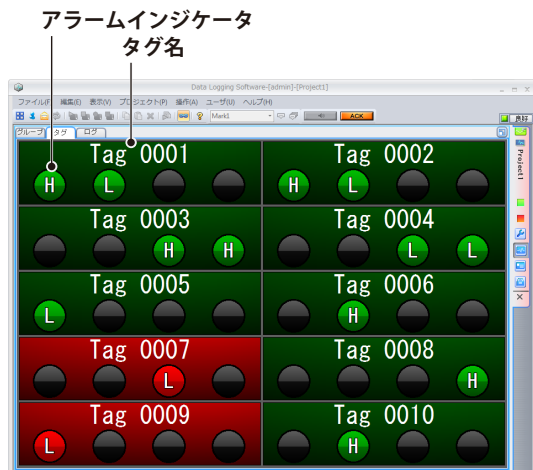 アラームインジケータ
タグ名
Data Logging Software-[admin]-[Project1]
ファイル(F) 編集(E) 表示(V) プロジェクト(P) 操作(A) ユーザ(U) ヘルプ(H)
Mark1 ACK
良好
グループ タグ ログ
Project1
Tag 0001 Tag 0002
H L H L
Tag 0003 Tag 0004
H H L L
Tag 0005 Tag 0006
L H
Tag 0007 Tag 0008
L H
Tag 0009 Tag 0010
L H